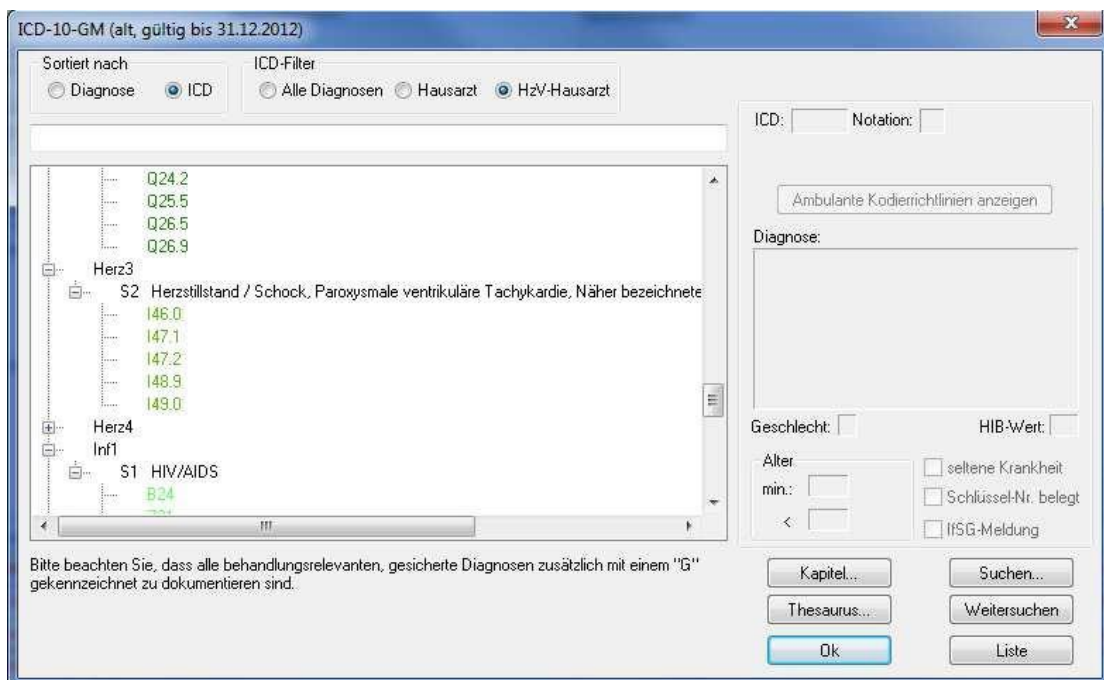 ICD-10-GM (alt, gültig bis 31.12.2012)
Sortiert nach
Diagnose ICD
ICD-Filter
Alle Diagnosen Hausarzt HzV-Hausarzt
Q24.2
Q25.5
Q26.5
Q26.9
Herz3
S2 Herzstillstand / Schock, Paroxysmale ventrikuläre Tachykardie, Näher bezeichnete
I46.0
I47.1
I47.2
I48.9
I49.0
Herz4
Inf1
S1 HIV/AIDS
B24
Bitte beachten Sie, dass alle behandlungsrelevanten, gesicherte Diagnosen zusätzlich mit einem "G"
gekennzeichnet zu dokumentieren sind.
ICD: Notation:
Ambulante Kodierrichtlinien anzeigen
Diagnose:
Geschlecht: HIB-Wert:
Alter
min.:
<
seltene Krankheit
Schlüssel-Nr. belegt
IfSG-Meldung
Kapitel... Suchen...
Thesaurus... Weitersuchen
Ok Liste